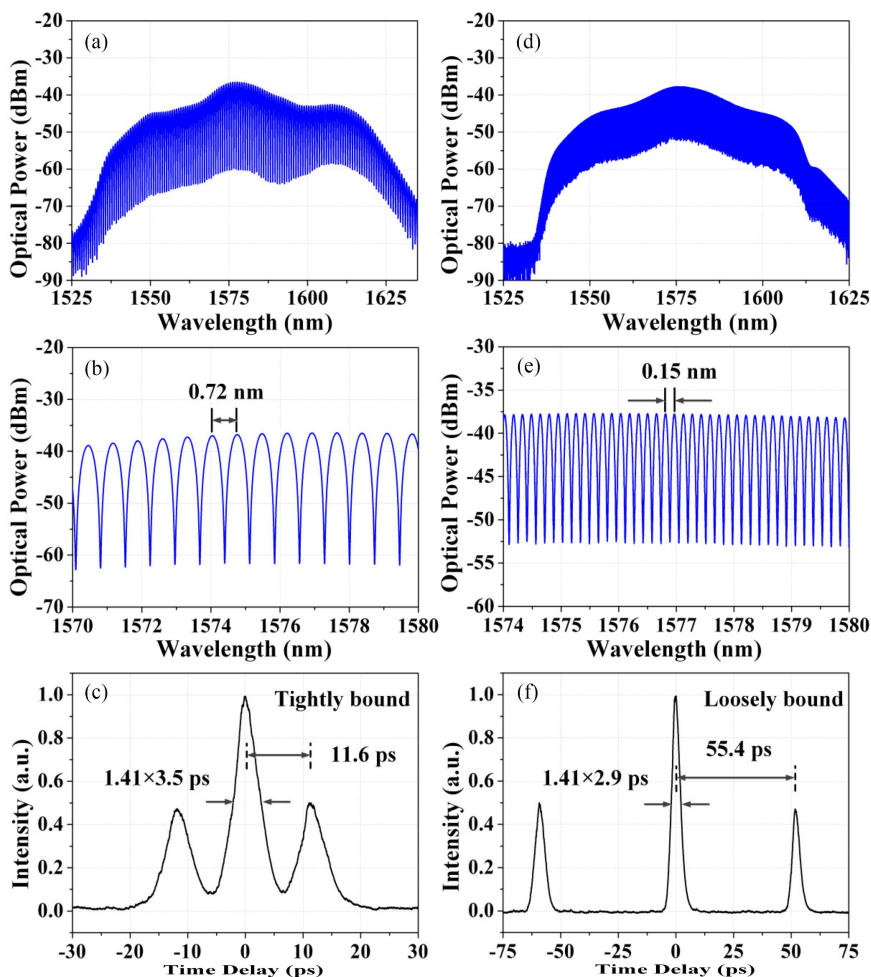 (a)
-20
-30
-40
-50
-60
-70
-80
-90
Optical Power (dBm)
1525 1550 1575 1600 1625
Wavelength (nm)
(d)
-20
-30
-40
-50
-60
-70
-80
-90
Optical Power (dBm)
1525 1550 1575 1600 1625
Wavelength (nm)
(b)
0.72 nm
-20
-30
-40
-50
-60
-70
Optical Power (dBm)
1570 1572 1574 1576 1578 1580
Wavelength (nm)
(e)
0.15 nm
-30
-35
-40
-45
-50
-55
-60
Optical Power (dBm)
1574 1575 1576 1577 1578 1579 1580
Wavelength (nm)
(c)
Tightly bound
11.6 ps
1.41×3.5 ps
1.0
0.8
0.6
0.4
0.2
0.0
Intensity (a.u.)
-30 -20 -10 0 10 20 30
Time Delay (ps)
(f)
Loosely bound
55.4 ps
1.41×2.9 ps
1.0
0.8
0.6
0.4
0.2
0.0
Intensity (a.u.)
-75 -50 -25 0 25 50 75
Time Delay (ps)